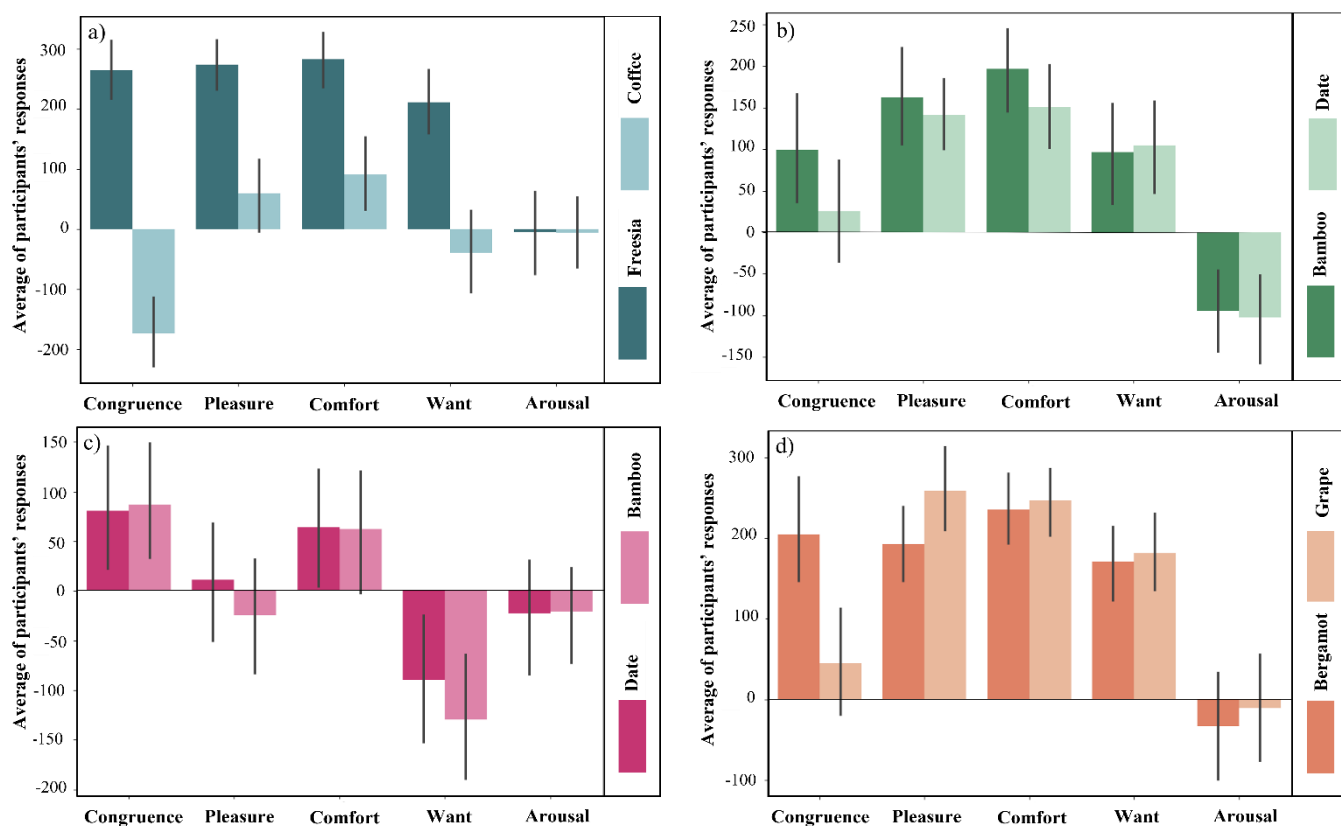 a)
Average of participants' responses
300
200
100
0
-100
-200
Congruence
Pleasure
Comfort
Want
Arousal
Coffee
Freesia
b)
Average of participants' responses
250
200
150
100
50
0
-50
-100
-150
Congruence
Pleasure
Comfort
Want
Arousal
Date
Bamboo
c)
Average of participants' responses
150
100
50
0
-50
-100
-150
-200
Congruence
Pleasure
Comfort
Want
Arousal
Bamboo
Date
d)
Average of participants' responses
300
200
100
0
-100
Congruence
Pleasure
Comfort
Want
Arousal
Grape
Bergamot